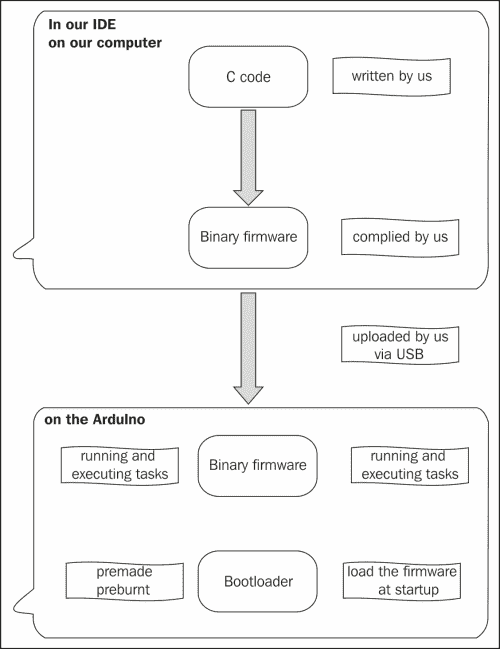 In our IDE
on our computer
C code
written by us
Binary firmware
complied by us
uploaded by us
via USB
on the Arduino
running and
executing tasks
Binary firmware
running and
executing tasks
premade
preburnt
Bootloader
load the firmware
at startup